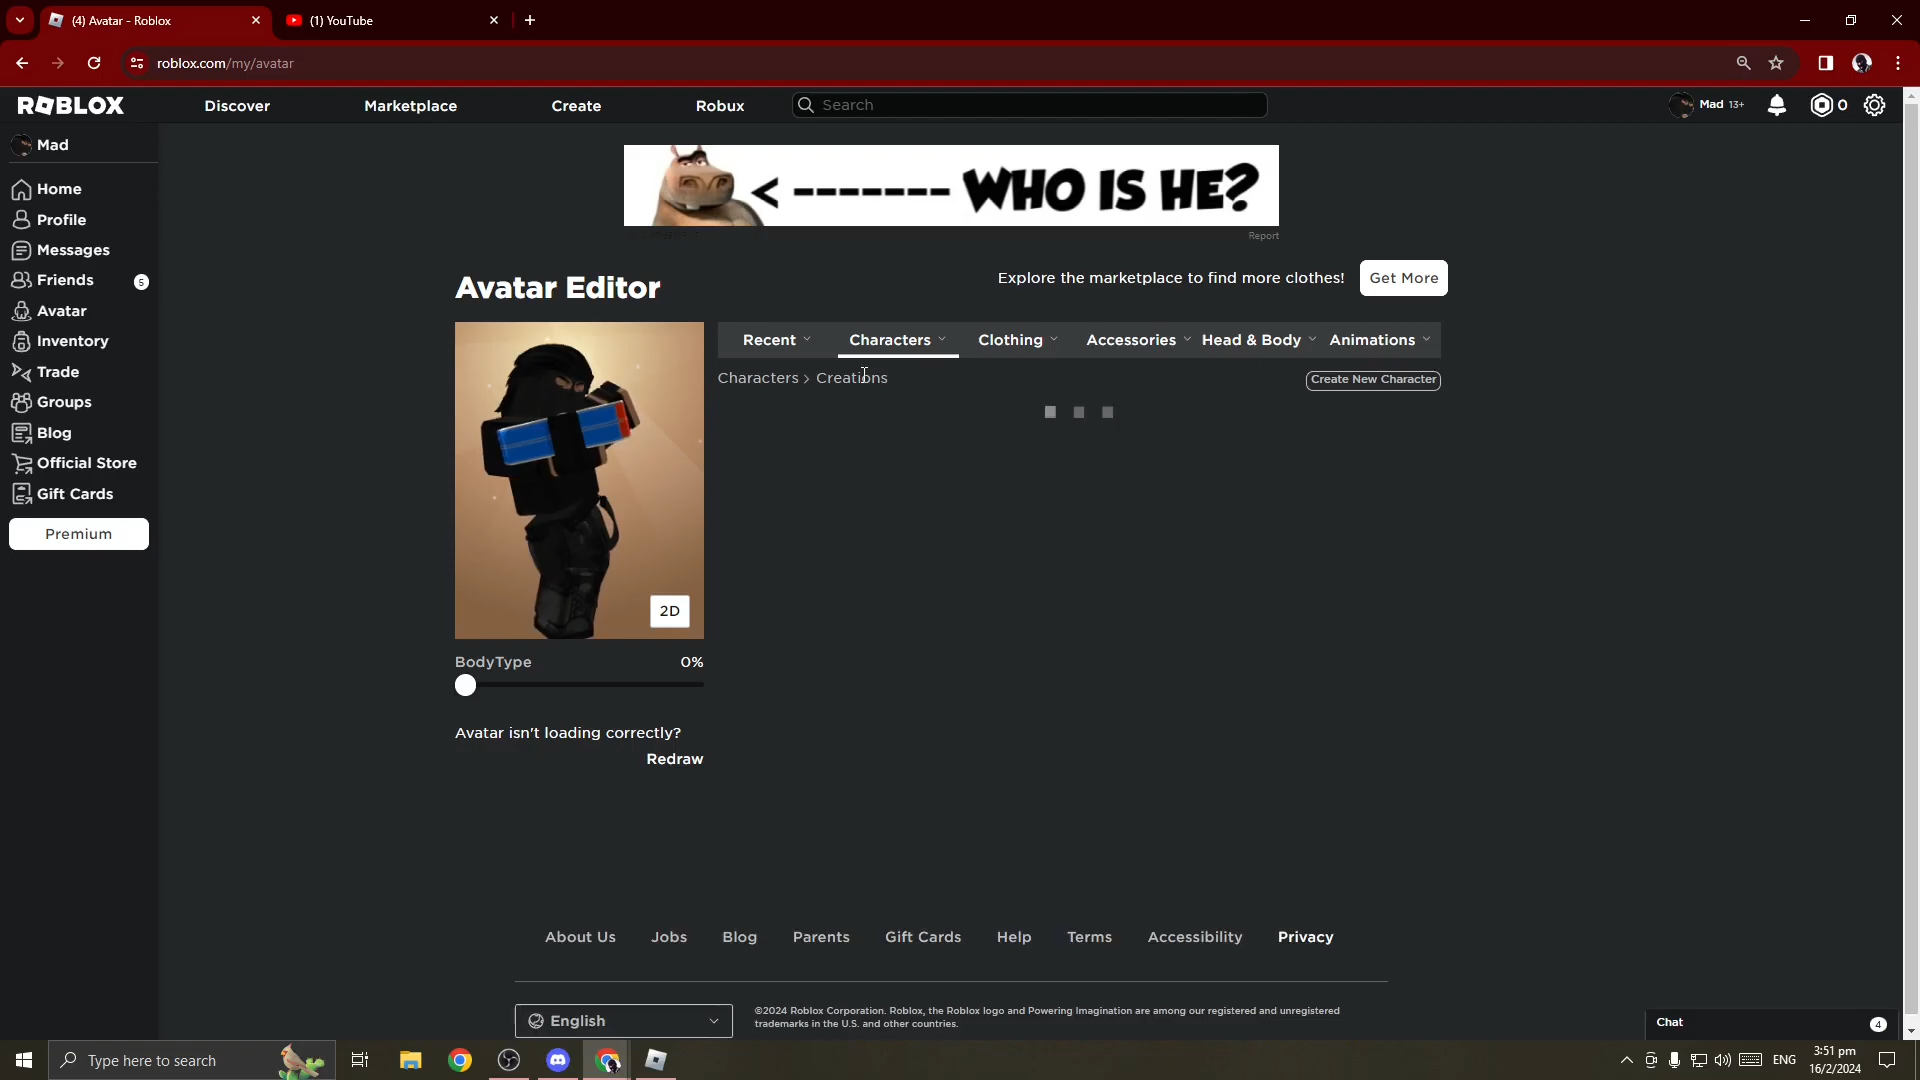 (4) Avatar - Roblox
(1) YouTube
roblox.com/my/avatar
ROBLOX
Discover
Marketplace
Create
Robux
Search
Mad 13+
0
Mad
Home
Profile
Messages
Friends
5
Avatar
Inventory
Trade
Groups
Blog
Official Store
Gift Cards
Premium
< ------- WHO IS HE?
Report
Avatar Editor
Explore the marketplace to find more clothes!
Get More
Recent
Characters
Clothing
Accessories
Head & Body
Animations
Characters > Creations
Create New Character
2D
BodyType
0%
Avatar isn't loading correctly?
Redraw
About Us
Jobs
Blog
Parents
Gift Cards
Help
Terms
Accessibility
Privacy
English
©2024 Roblox Corporation. Roblox, the Roblox logo and Powering Imagination are among our registered and unregistered
trademarks in the U.S. and other countries.
Chat
4
Type here to search
ENG
3:51 pm
16/2/2024